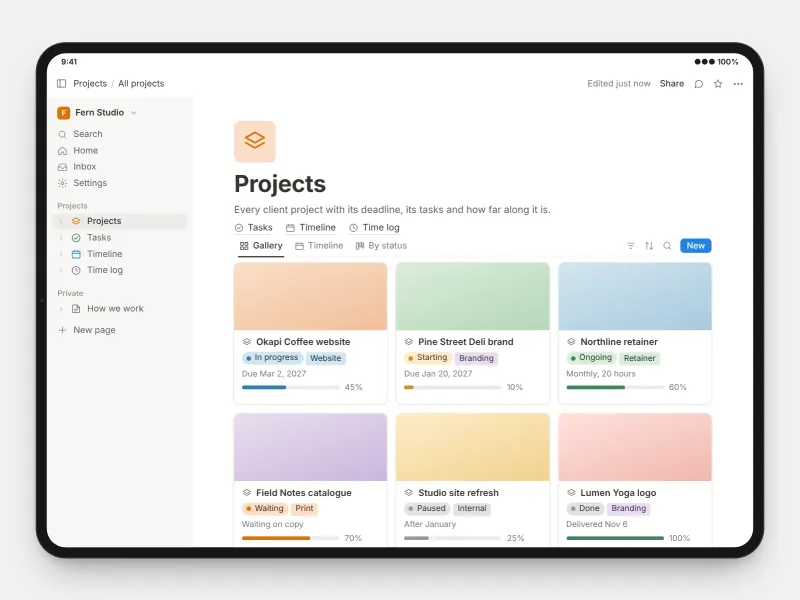 9:41
100%
Projects / All projects
Edited just now
Share
F Fern Studio
Search
Home
Inbox
Settings
Projects
Projects
Tasks
Timeline
Time log
Private
How we work
New page
Projects
Every client project with its deadline, its tasks and how far along it is.
Tasks Timeline Time log
Gallery Timeline By status
New
Okapi Coffee website
In progress Website
Due Mar 2, 2027
45%
Pine Street Deli brand
Starting Branding
Due Jan 20, 2027
10%
Northline retainer
Ongoing Retainer
Monthly, 20 hours
60%
Field Notes catalogue
Waiting Print
Waiting on copy
70%
Studio site refresh
Paused Internal
After January
25%
Lumen Yoga logo
Done Branding
Delivered Nov 6
100%